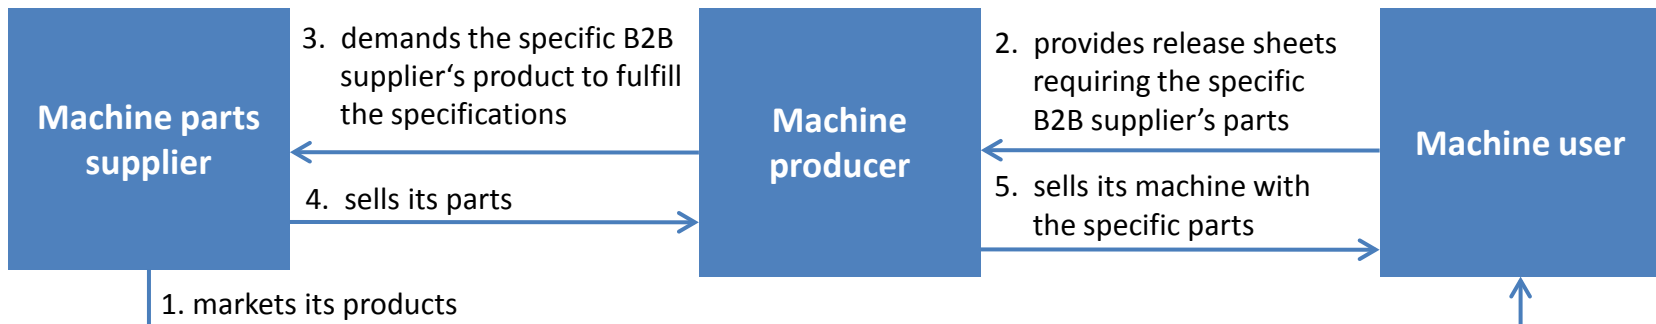 Machine parts
supplier
3. demands the specific B2B
supplier‘s product to fulfill
the specifications
4. sells its parts
Machine
producer
2. provides release sheets
requiring the specific
B2B supplier’s parts
5. sells its machine with
the specific parts
Machine user
1. markets its products